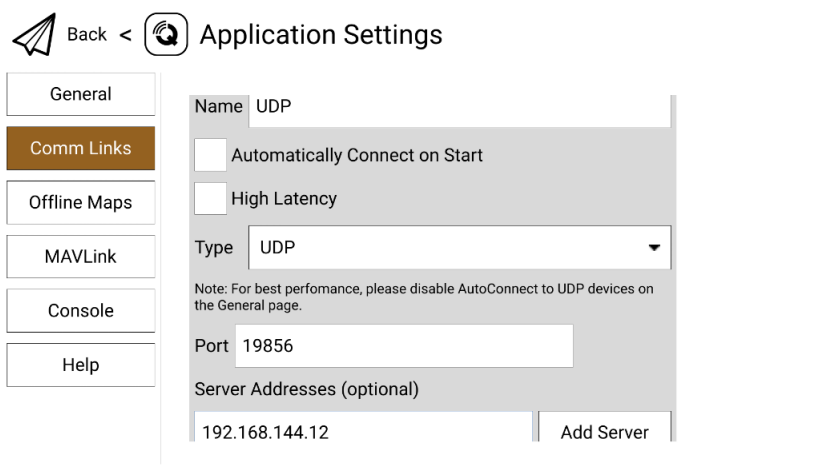 Back < Application Settings
General
Comm Links
Offline Maps
MAVLink
Console
Help
Name UDP
Automatically Connect on Start
High Latency
Type UDP
Note: For best perfomance, please disable AutoConnect to UDP devices on
the General page.
Port 19856
Server Addresses (optional)
192.168.144.12 Add Server